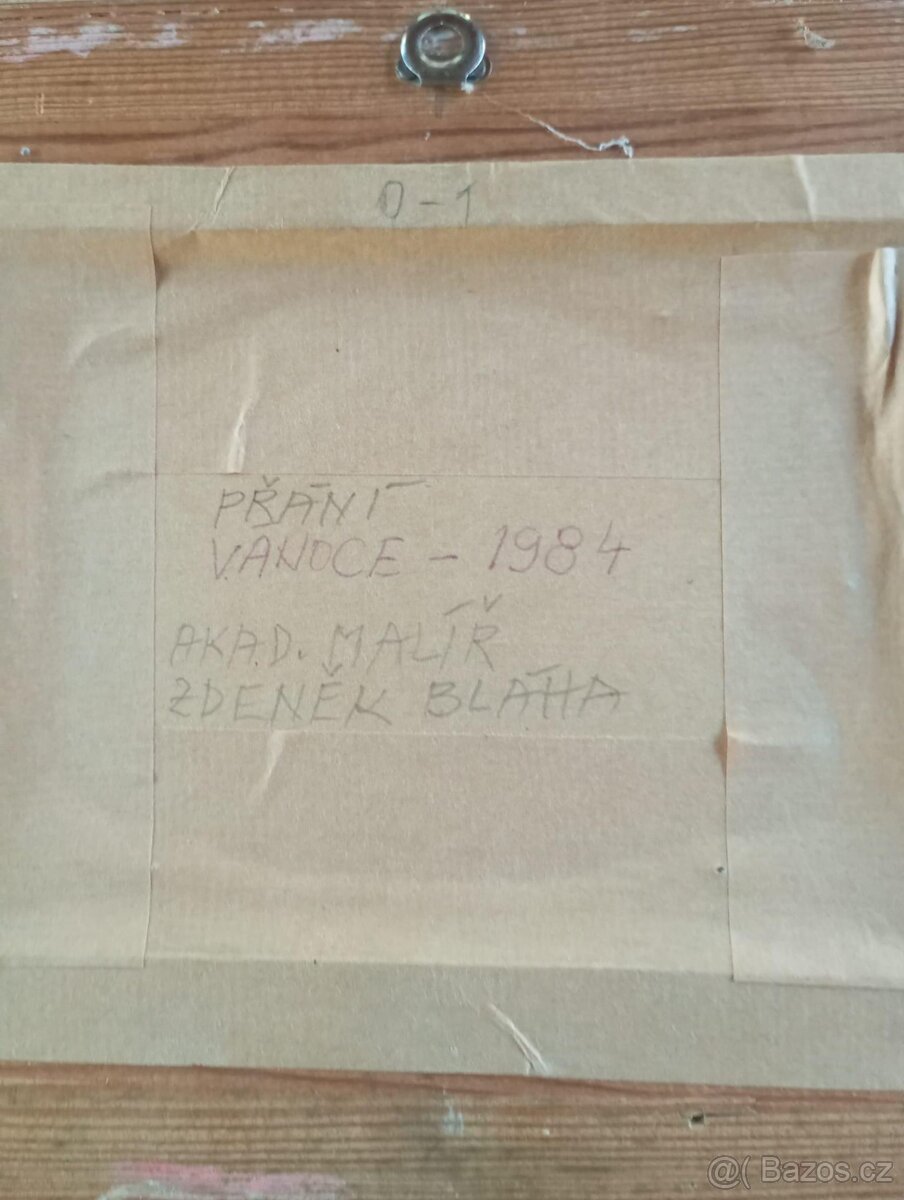 0-1
PŘÁNÍ
VÁNOCE - 1984
AKAD. MALÍŘ
ZDENĚK BLÁHA
@( Bazos.cz